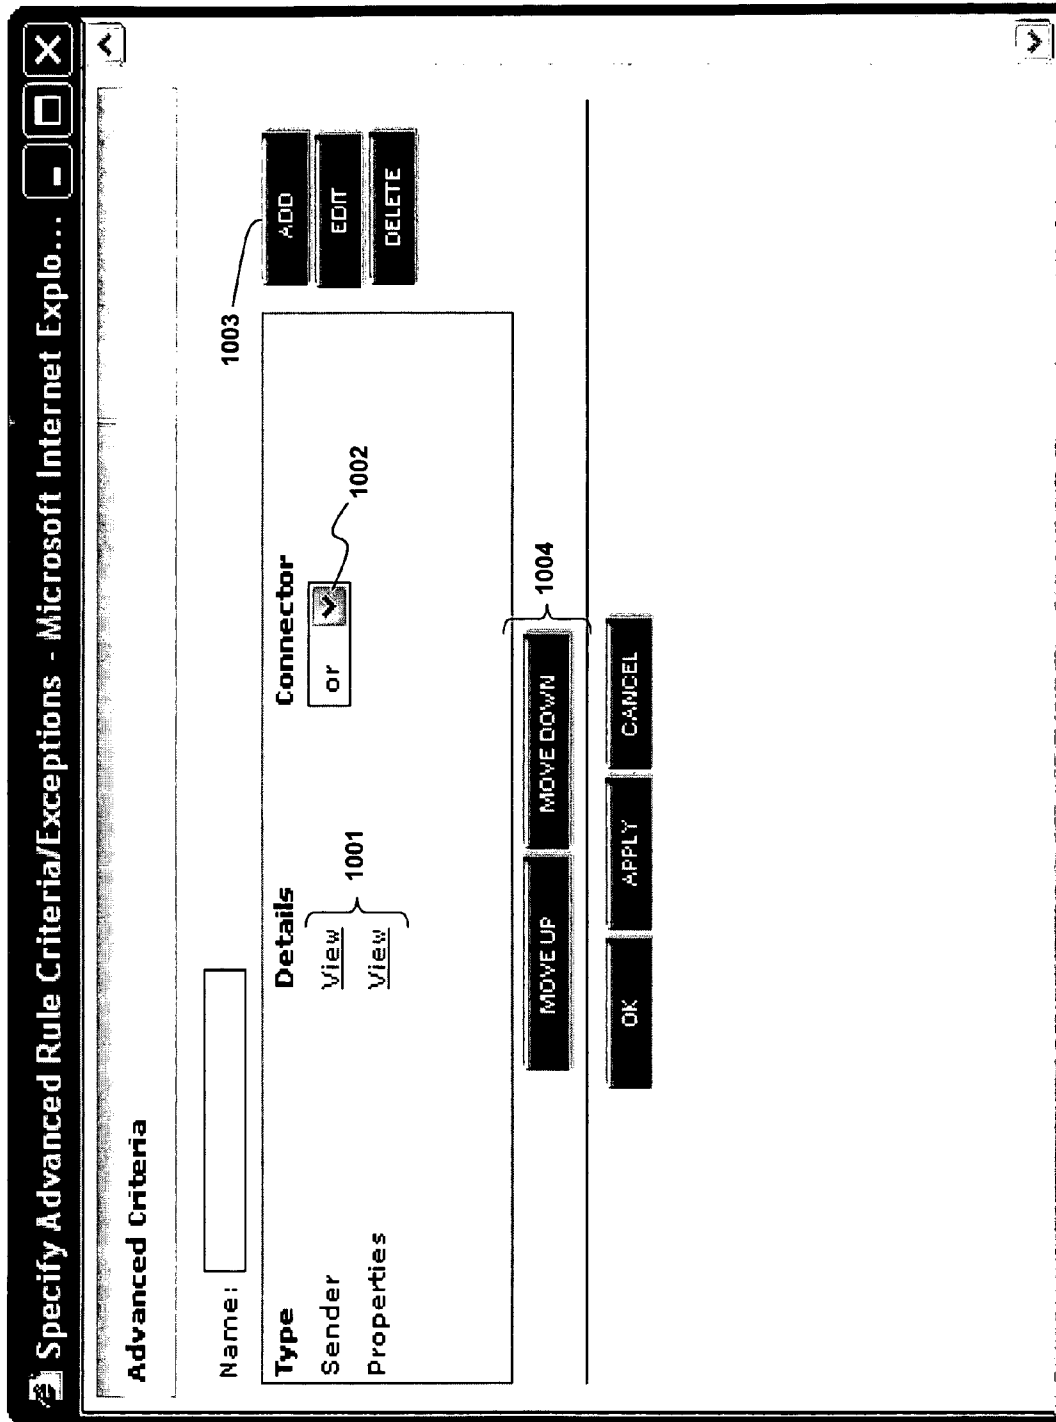 Specify Advanced Rule Criteria/Exceptions - Microsoft Internet Explo...
Advanced Criteria
Name:
1003
Type Details Connector
Sender View or
Properties View
1001
1002
ADD
EDIT
DELETE
MOVE UP MOVE DOWN
1004
OK APPLY CANCEL